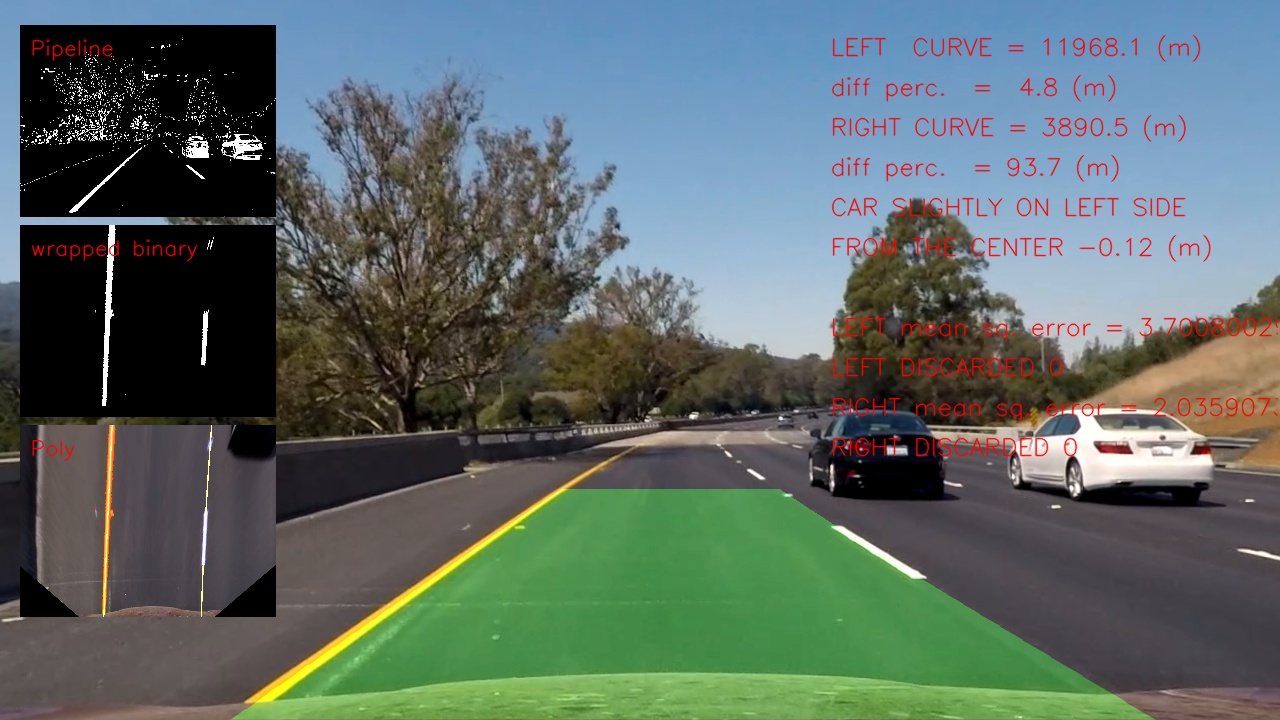 Pipeline
wrapped binary
Poly
LEFT CURVE = 11968.1 (m)
diff perc. = 4.8 (m)
RIGHT CURVE = 3890.5 (m)
diff perc. = 93.7 (m)
CAR SLIGHTLY ON LEFT SIDE
FROM THE CENTER -0.12 (m)
LEFT mean sq. error = 3.70080029
LEFT DISCARDED 0
RIGHT mean sq. error = 2.035907
RIGHT DISCARDED 0